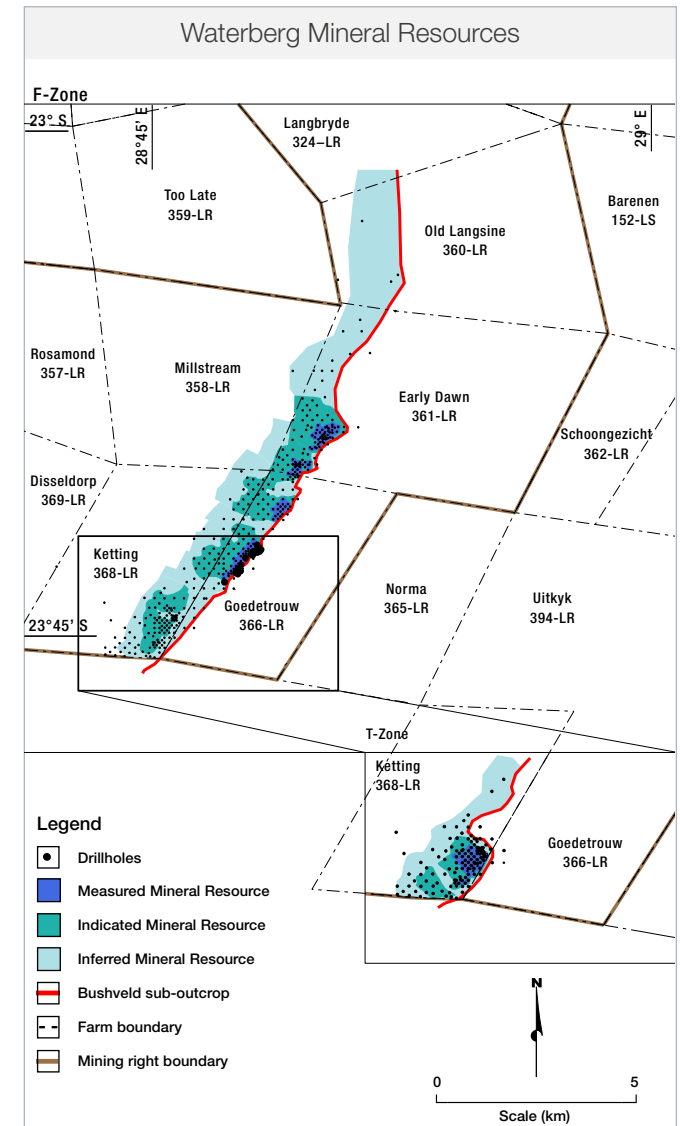 Waterberg Mineral Resources
F-Zone
23° S
28°45' E
29° E
Langbryde
324–LR
Too Late
359-LR
Barenen
152-LS
Old Langsine
360-LR
Rosamond
357-LR
Millstream
358-LR
Early Dawn
361-LR
Schoongezicht
362-LR
Disseldorp
369-LR
Ketting
368-LR
Goedetrouw
366-LR
Norma
365-LR
Uitkyk
394-LR
23°45' S
T-Zone
Ketting
368-LR
Goedetrouw
366-LR
Legend
Drillholes
Measured Mineral Resource
Indicated Mineral Resource
Inferred Mineral Resource
Bushveld sub-outcrop
Farm boundary
Mining right boundary
N
0 5
Scale (km)